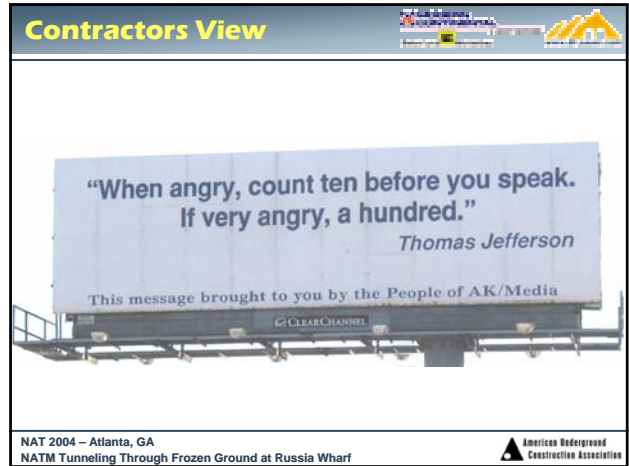 Contractors View
“When angry, count ten before you speak.
If very angry, a hundred.”
Thomas Jefferson
This message brought to you by the People of AK/Media
CLEARCHANNEL
NAT 2004 – Atlanta, GA
NATM Tunneling Through Frozen Ground at Russia Wharf
American Underground
Construction Association